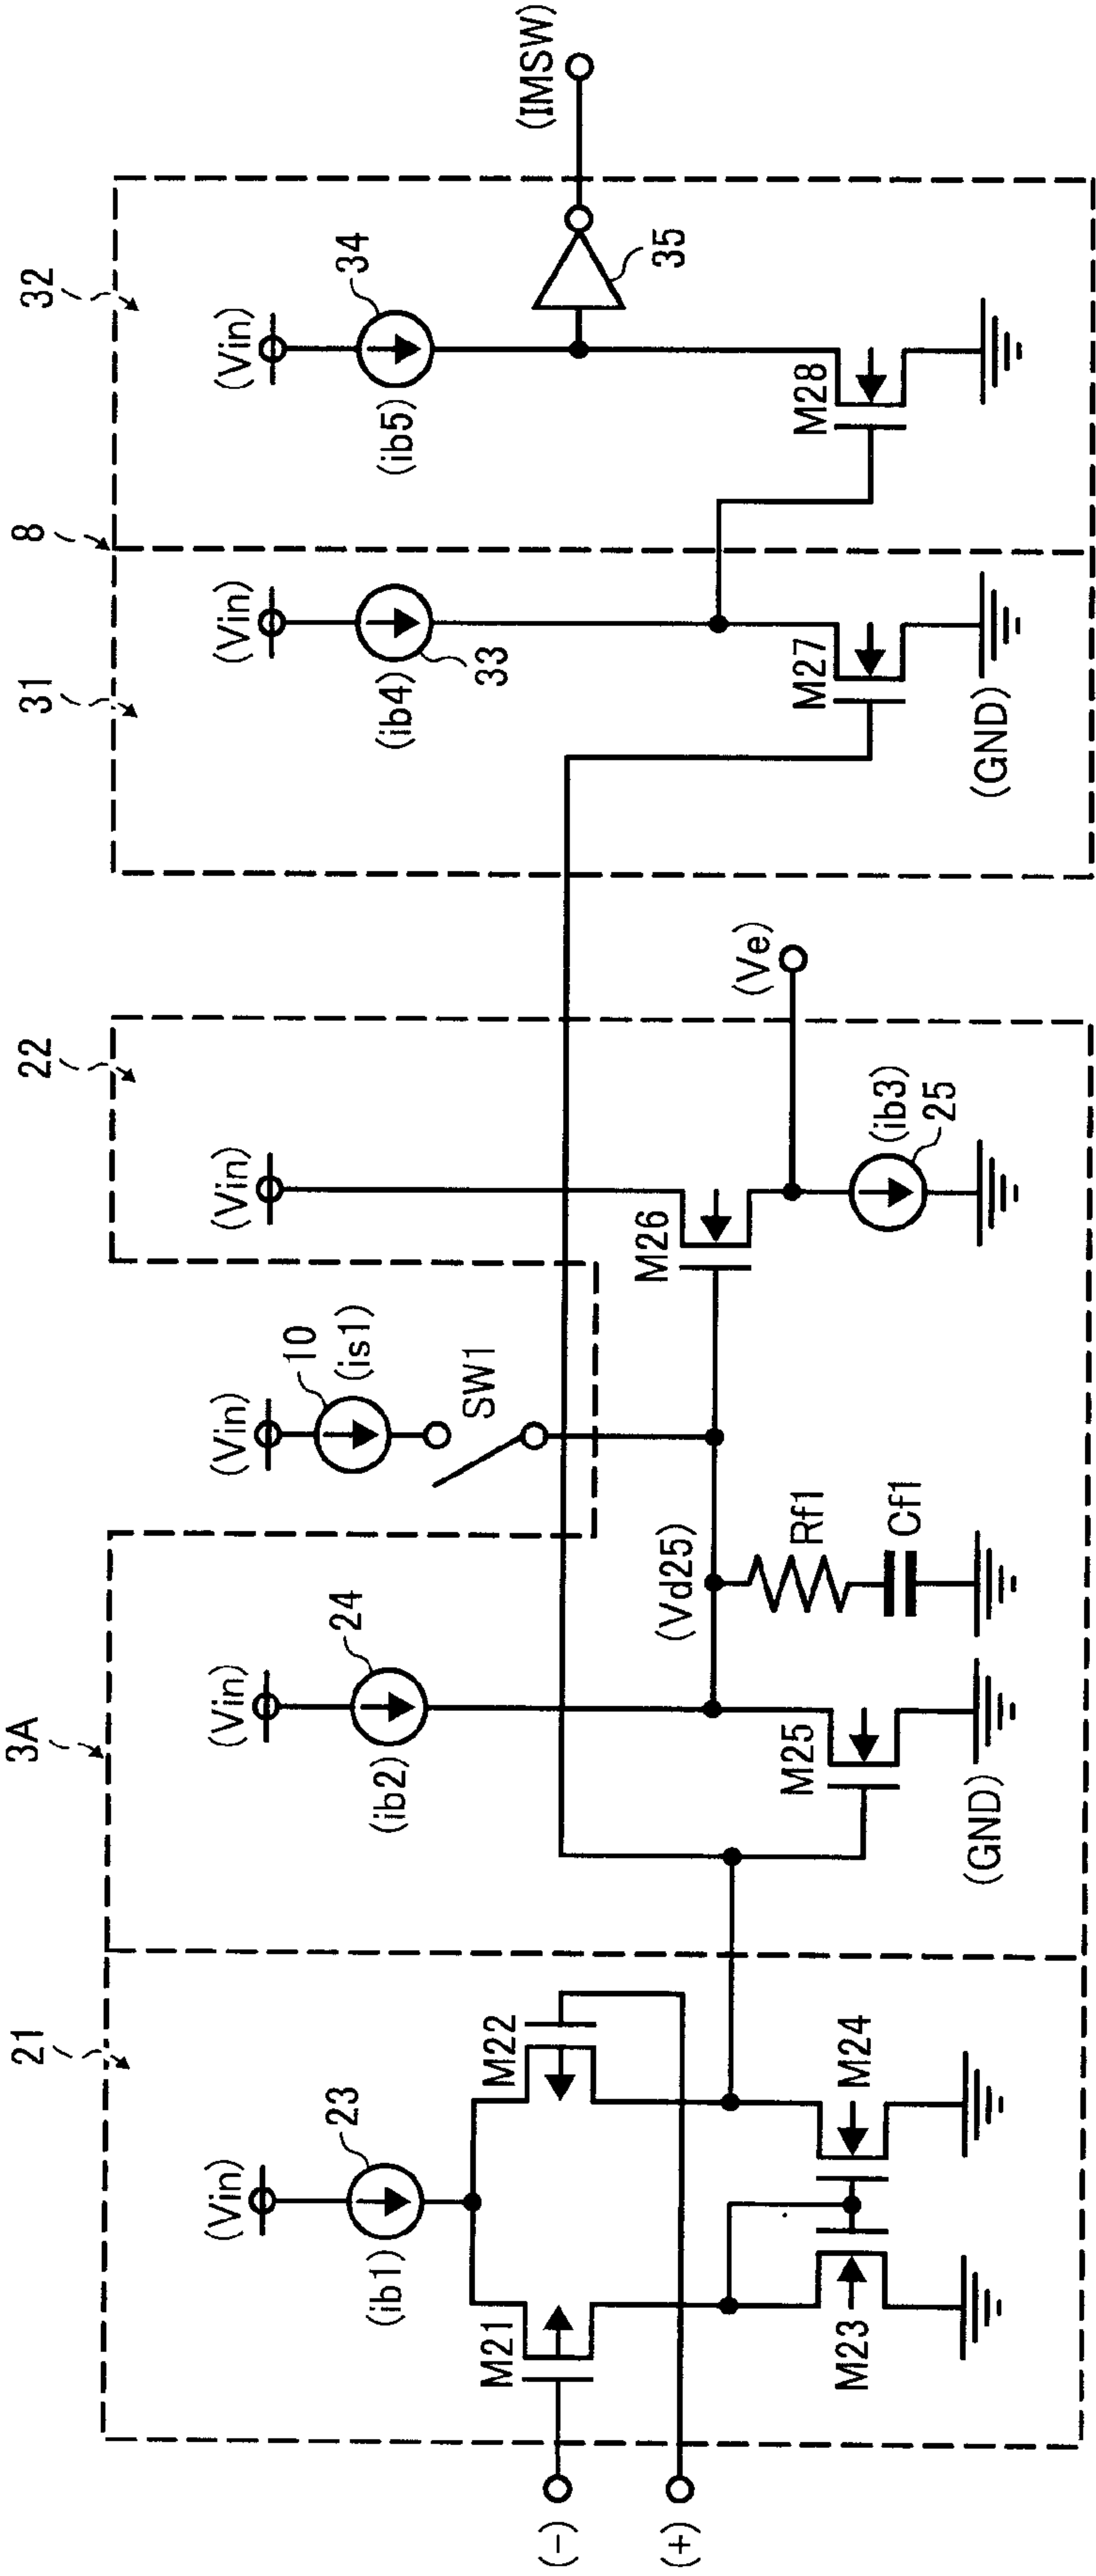 21
3A
22
31
8
32
(Vin)
(Vin)
(Vin)
(Vin)
(Vin)
(Vin)
23
24
10
33
34
(ib1)
(ib2)
(is1)
(ib4)
(ib5)
SW1
M21
M22
(Vd25)
M26
(Ve)
35
(IMSW)
(-)
(+)
M23
M24
M25
Rf1
Cf1
(ib3)
25
M27
M28
(GND)
(GND)